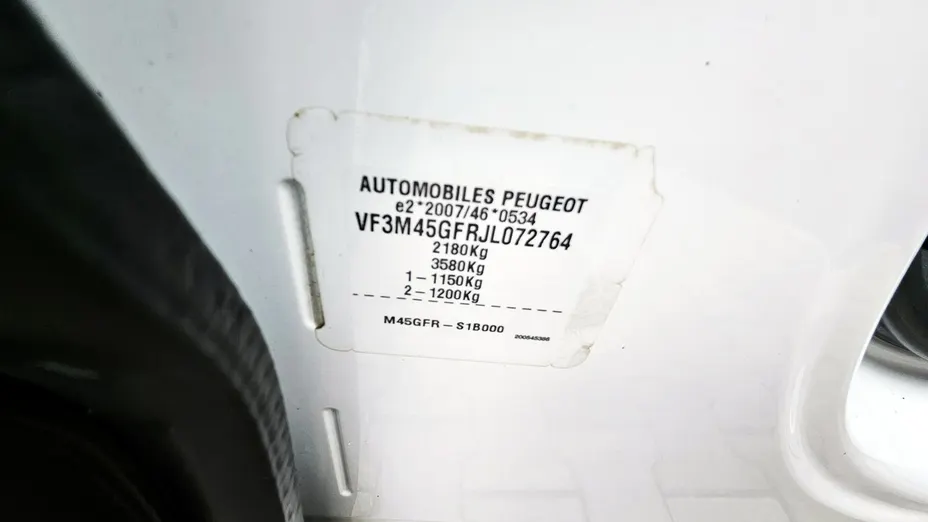 AUTOMOBILES PEUGEOT
e2*2007/46*0534
VF3M45GFRJL072764
2180Kg
3580Kg
1-1150Kg
2-1200Kg
M45GFR-S1B000
200545386